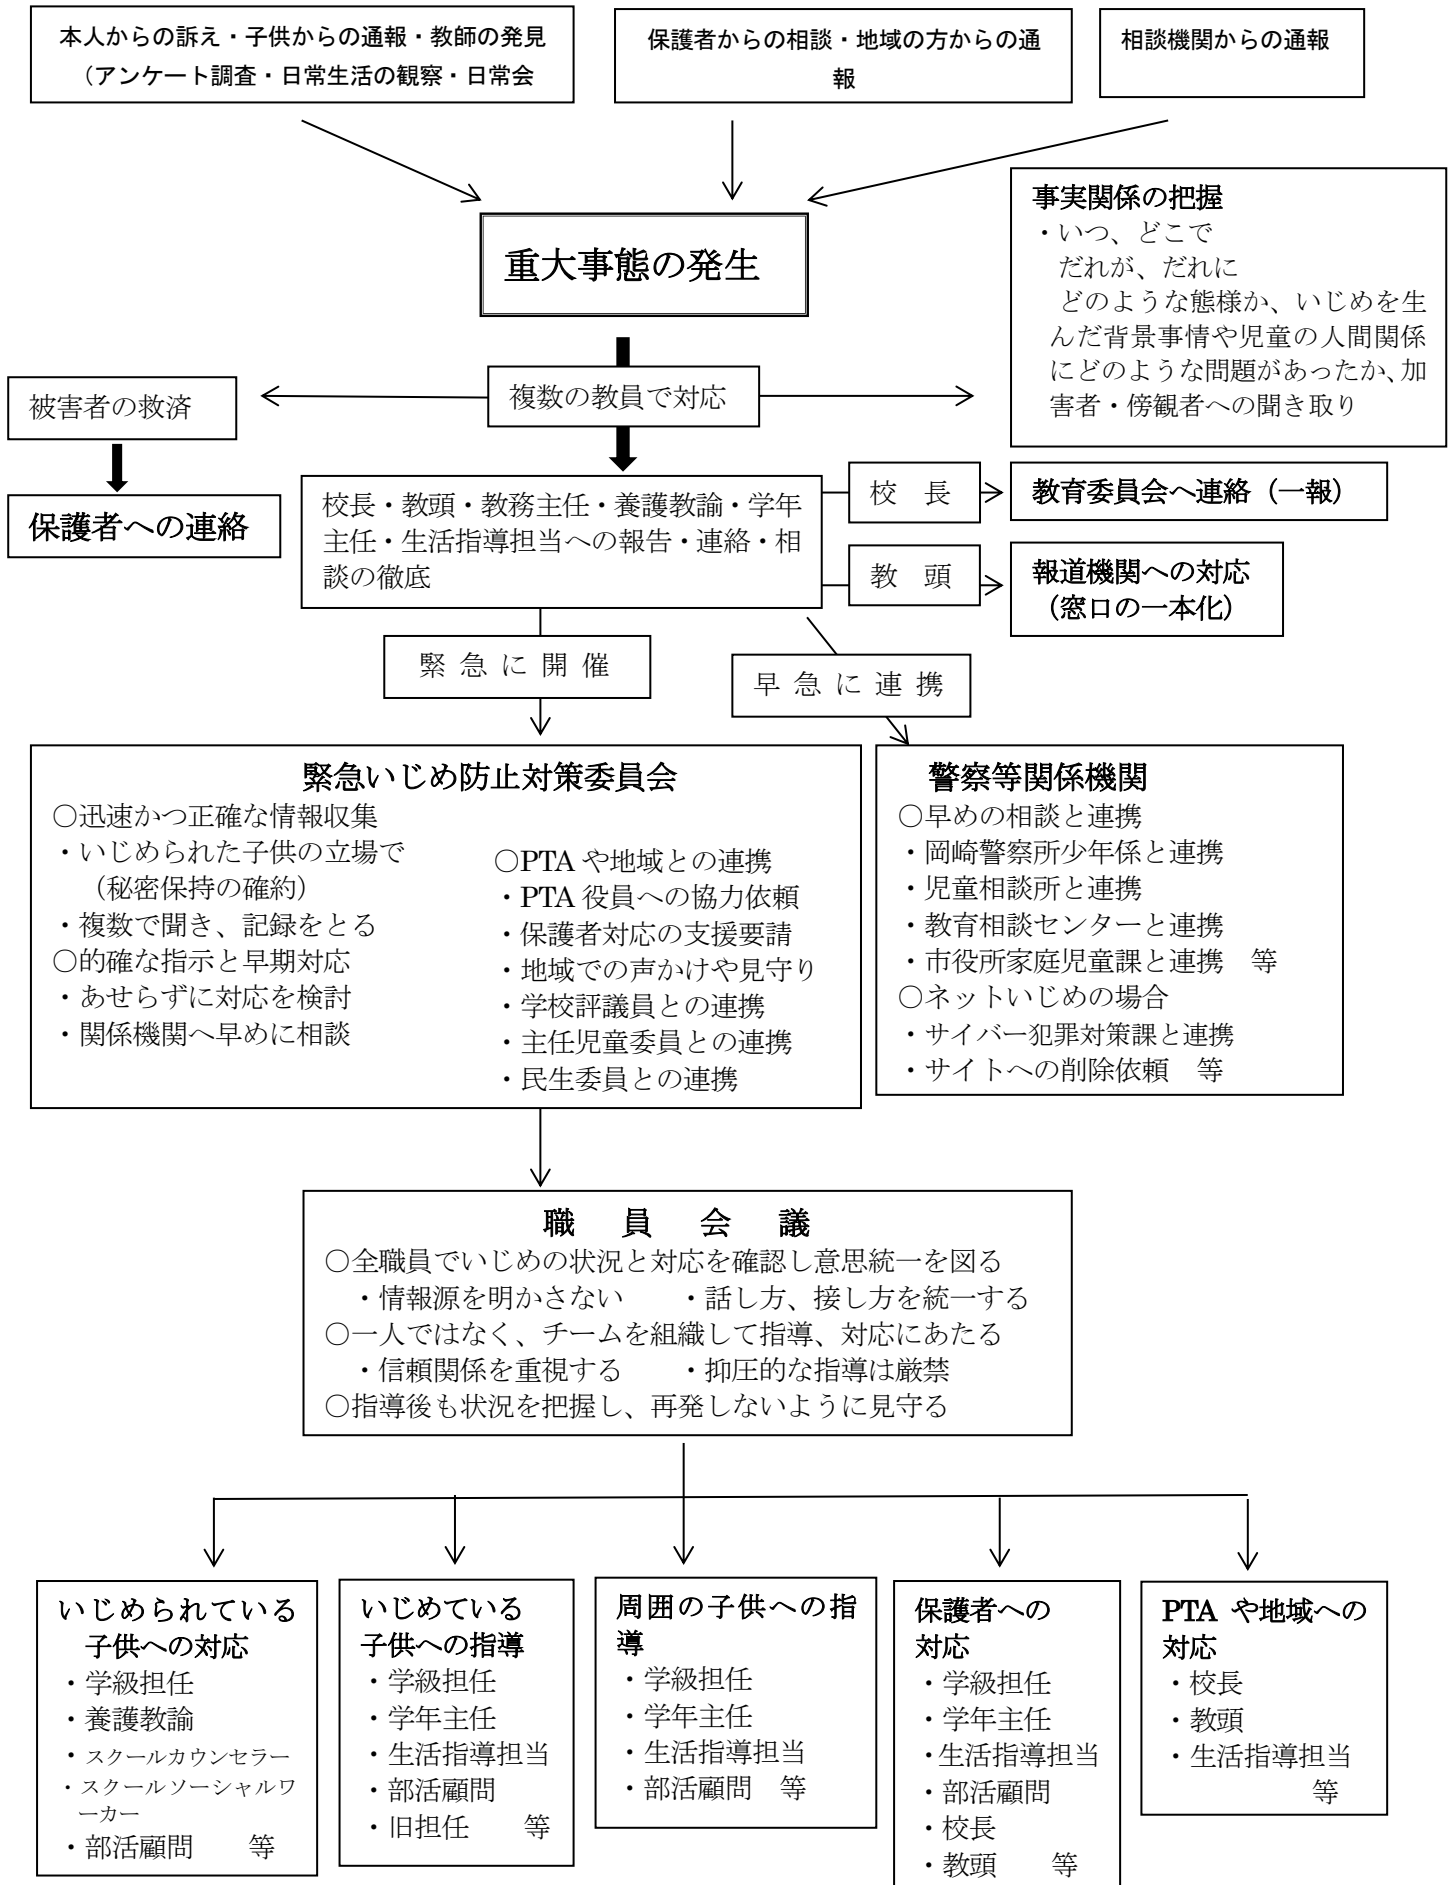 本人からの訴え・子供からの通報・教師の発見
（アンケート調査・日常生活の観察・日常会
保護者からの相談・地域の方からの通
報
相談機関からの通報
重大事態の発生
事実関係の把握
・いつ、どこで
だれが、だれに
どのような態様か、いじめを生
んだ背景事情や児童の人間関係
にどのような問題があったか、加
害者・傍観者への聞き取り
複数の教員で対応
被害者の救済
保護者への連絡
校長・教頭・教務主任・養護教諭・学年
主任・生活指導担当への報告・連絡・相
談の徹底
校　長
教育委員会へ連絡（一報）
教　頭
報道機関への対応
（窓口の一本化）
緊 急 に 開 催
早 急 に 連 携
緊急いじめ防止対策委員会
〇迅速かつ正確な情報収集
・いじめられた子供の立場で
（秘密保持の確約）
・複数で聞き、記録をとる
〇的確な指示と早期対応
・あせらずに対応を検討
・関係機関へ早めに相談
〇PTA や地域との連携
・PTA 役員への協力依頼
・保護者対応の支援要請
・地域での声かけや見守り
・学校評議員との連携
・主任児童委員との連携
・民生委員との連携
警察等関係機関
〇早めの相談と連携
・岡崎警察所少年係と連携
・児童相談所と連携
・教育相談センターと連携
・市役所家庭児童課と連携　等
〇ネットいじめの場合
・サイバー犯罪対策課と連携
・サイトへの削除依頼　等
職　員　会　議
〇全職員でいじめの状況と対応を確認し意思統一を図る
・情報源を明かさない　　・話し方、接し方を統一する
〇一人ではなく、チームを組織して指導、対応にあたる
・信頼関係を重視する　　・抑圧的な指導は厳禁
〇指導後も状況を把握し、再発しないように見守る
いじめられている
子供への対応
・学級担任
・養護教諭
・スクールカウンセラー
・スクールソーシャルワ
ーカー
・部活顧問　　等
いじめている
子供への指導
・学級担任
・学年主任
・生活指導担当
・部活顧問
・旧担任　　等
周囲の子供への指
導
・学級担任
・学年主任
・生活指導担当
・部活顧問　等
保護者への
対応
・学級担任
・学年主任
・生活指導担当
・部活顧問
・校長
・教頭　　等
PTA や地域への
対応
・校長
・教頭
・生活指導担当
等